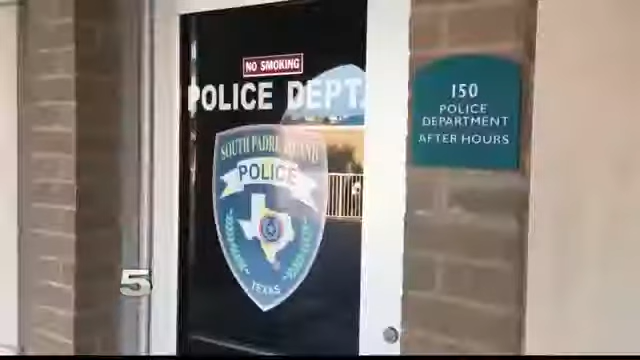 NO SMOKING
POLICE DEPT.
SOUTH PADRE ISLAND
POLICE
TEXAS
150
POLICE
DEPARTMENT
AFTER HOURS
5